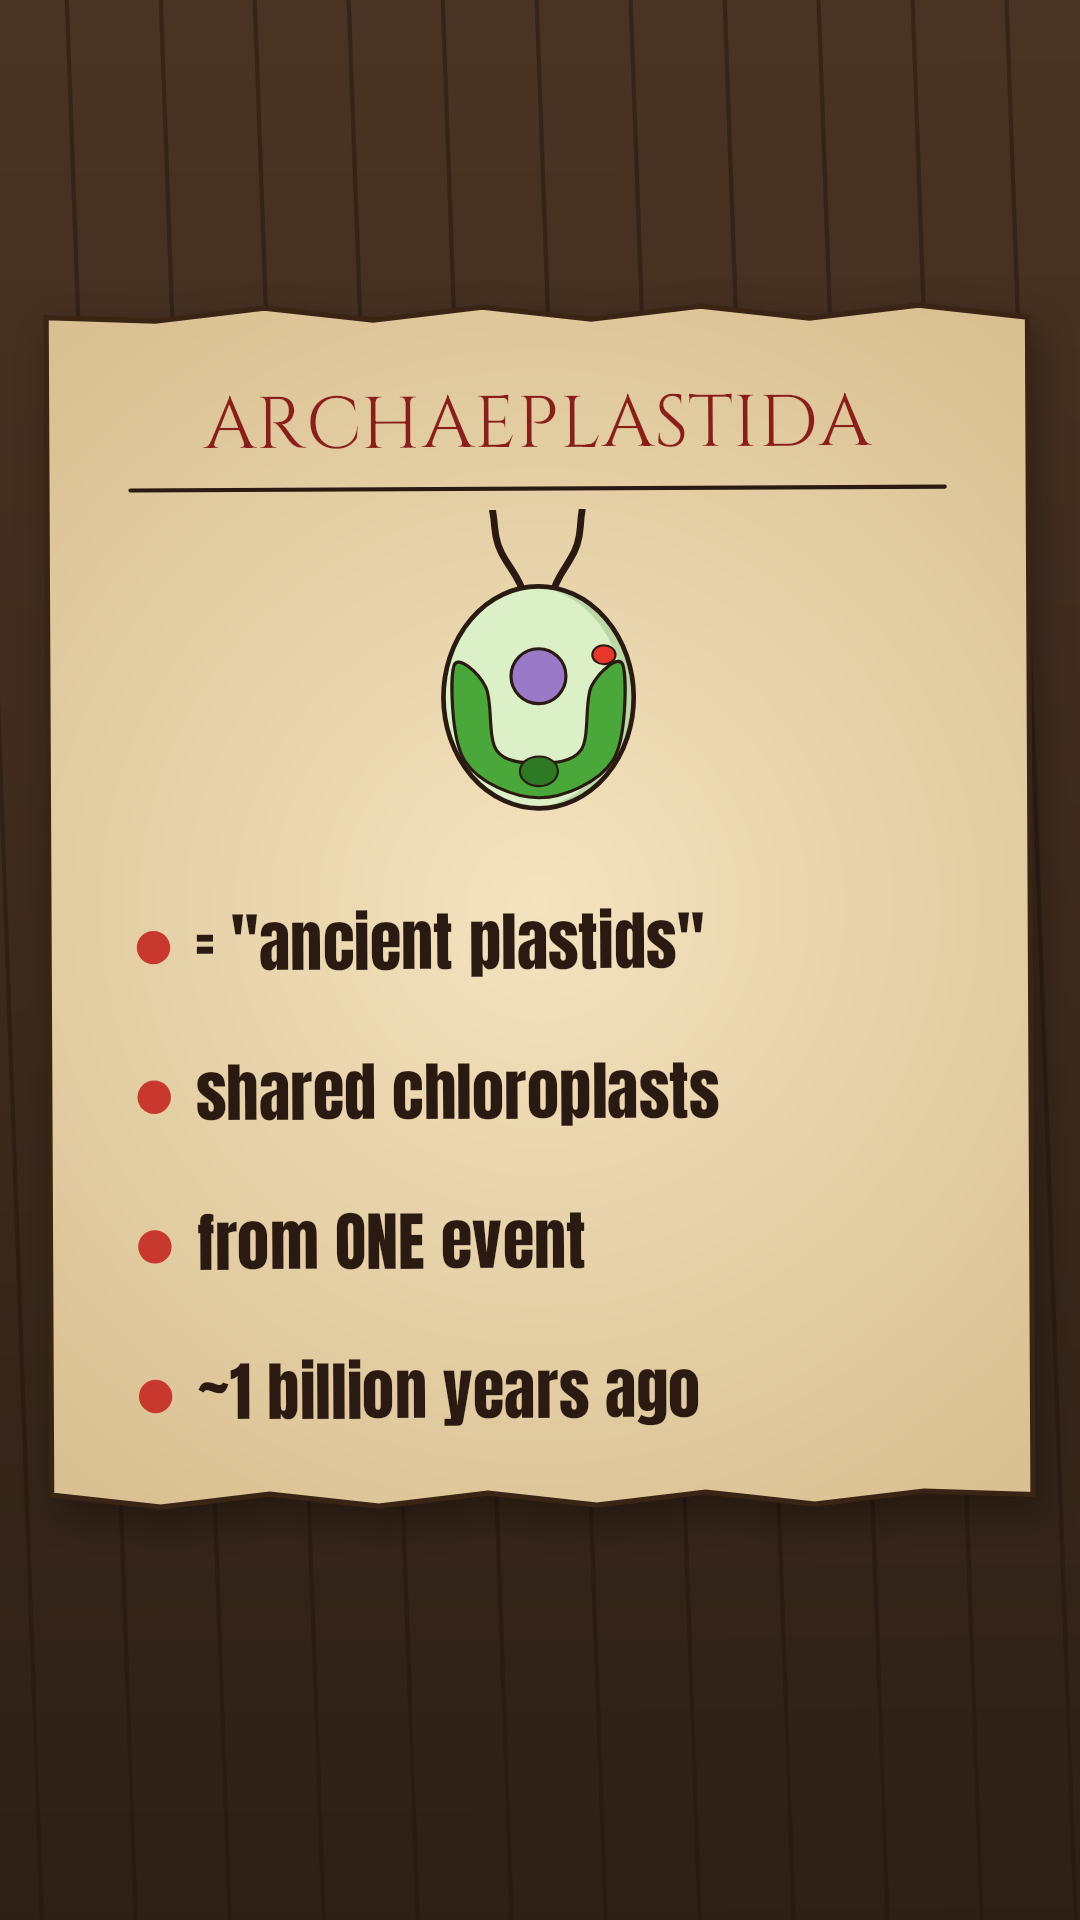 ARCHAEPLASTIDA
= "ancient plastids"
shared chloroplasts
from ONE event
~1 billion years ago